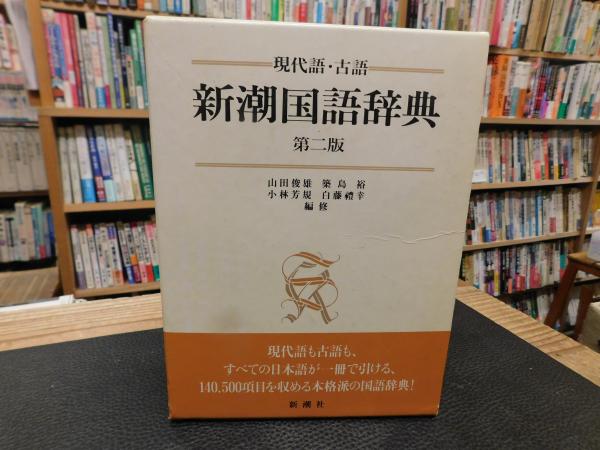 現代語・古語
新潮国語辞典
第二版
山田俊雄 築島 裕
小林芳規 白藤禮幸
編修
現代語も古語も、
すべての日本語が一冊で引ける、
140,500項目を収める本格派の国語辞典!
新潮社